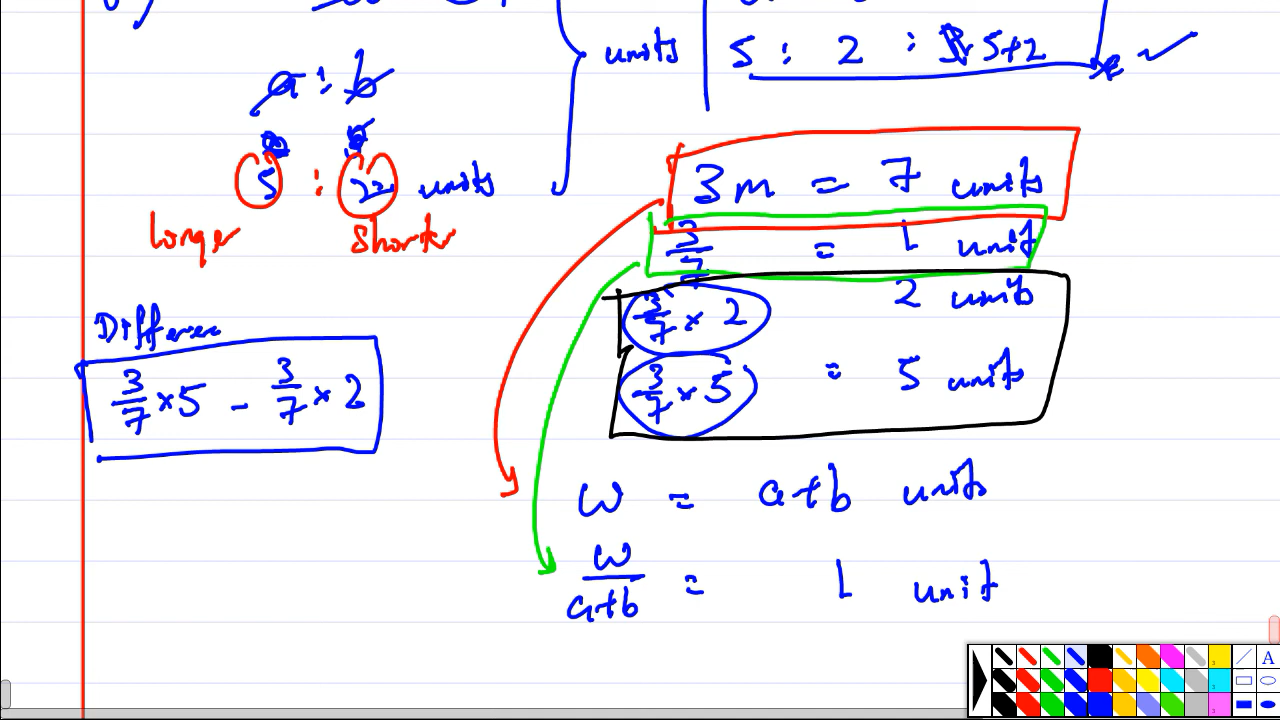 units
5 : 2 : 5+2
a : b
5 : 2 units
longer shorter
3m = 7 units
3/7 = 1 unit
3/7 × 2 2 units
3/7 × 5 = 5 units
Difference
3/7 × 5 - 3/7 × 2
w = a+b units
w/a+b = 1 unit
A